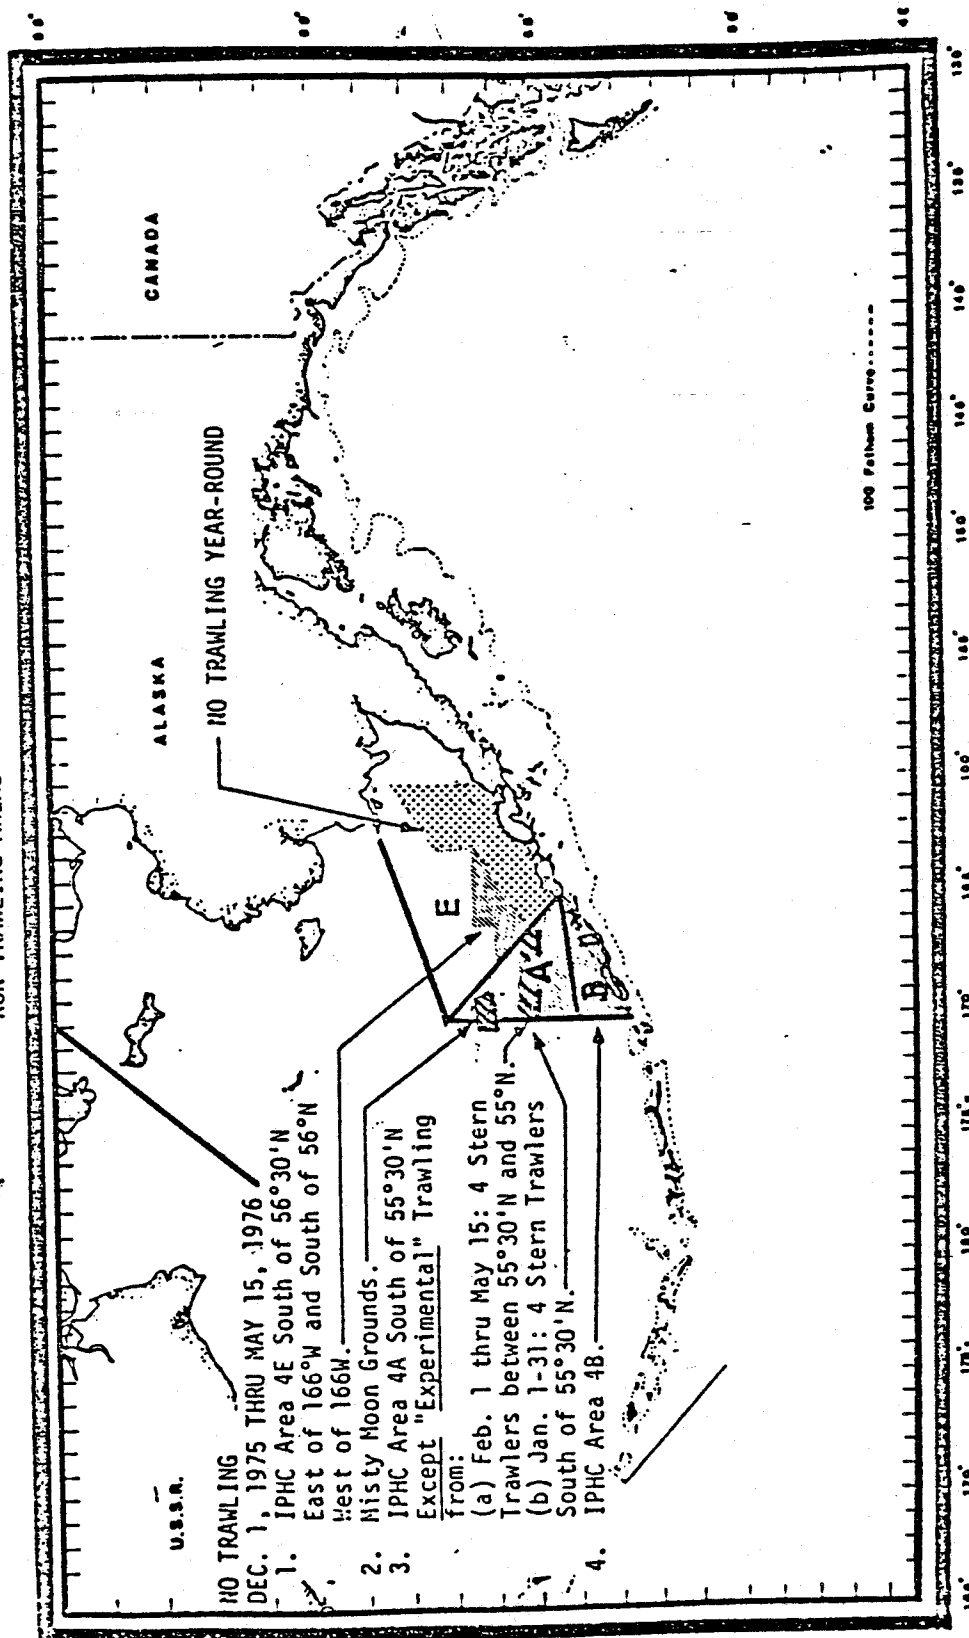 CANADA
ALASKA
U.S.S.R.
NO TRAWLING YEAR-ROUND
NO TRAWLING
DEC. 1, 1975 THRU MAY 15, 1976
1. IPHC Area 4E South of 56°30'N
East of 166°W and South of 56°N
West of 166W.
2. Misty Moon Grounds.
3. IPHC Area 4A South of 55°30'N
Except "Experimental" Trawling
from:
(a) Feb. 1 thru May 15: 4 Stern
Trawlers between 55°30'N and 55°N.
(b) Jan. 1-31: 4 Stern Trawlers
South of 55°30'N.
4. IPHC Area 4B.
E
A
B
D
100 Fathom Curve